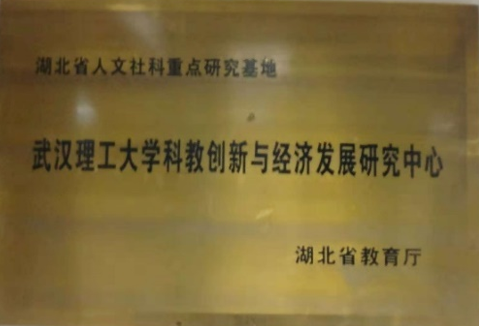 湖北省人文社科重点研究基地
武汉理工大学科教创新与经济发展研究中心
湖北省教育厅